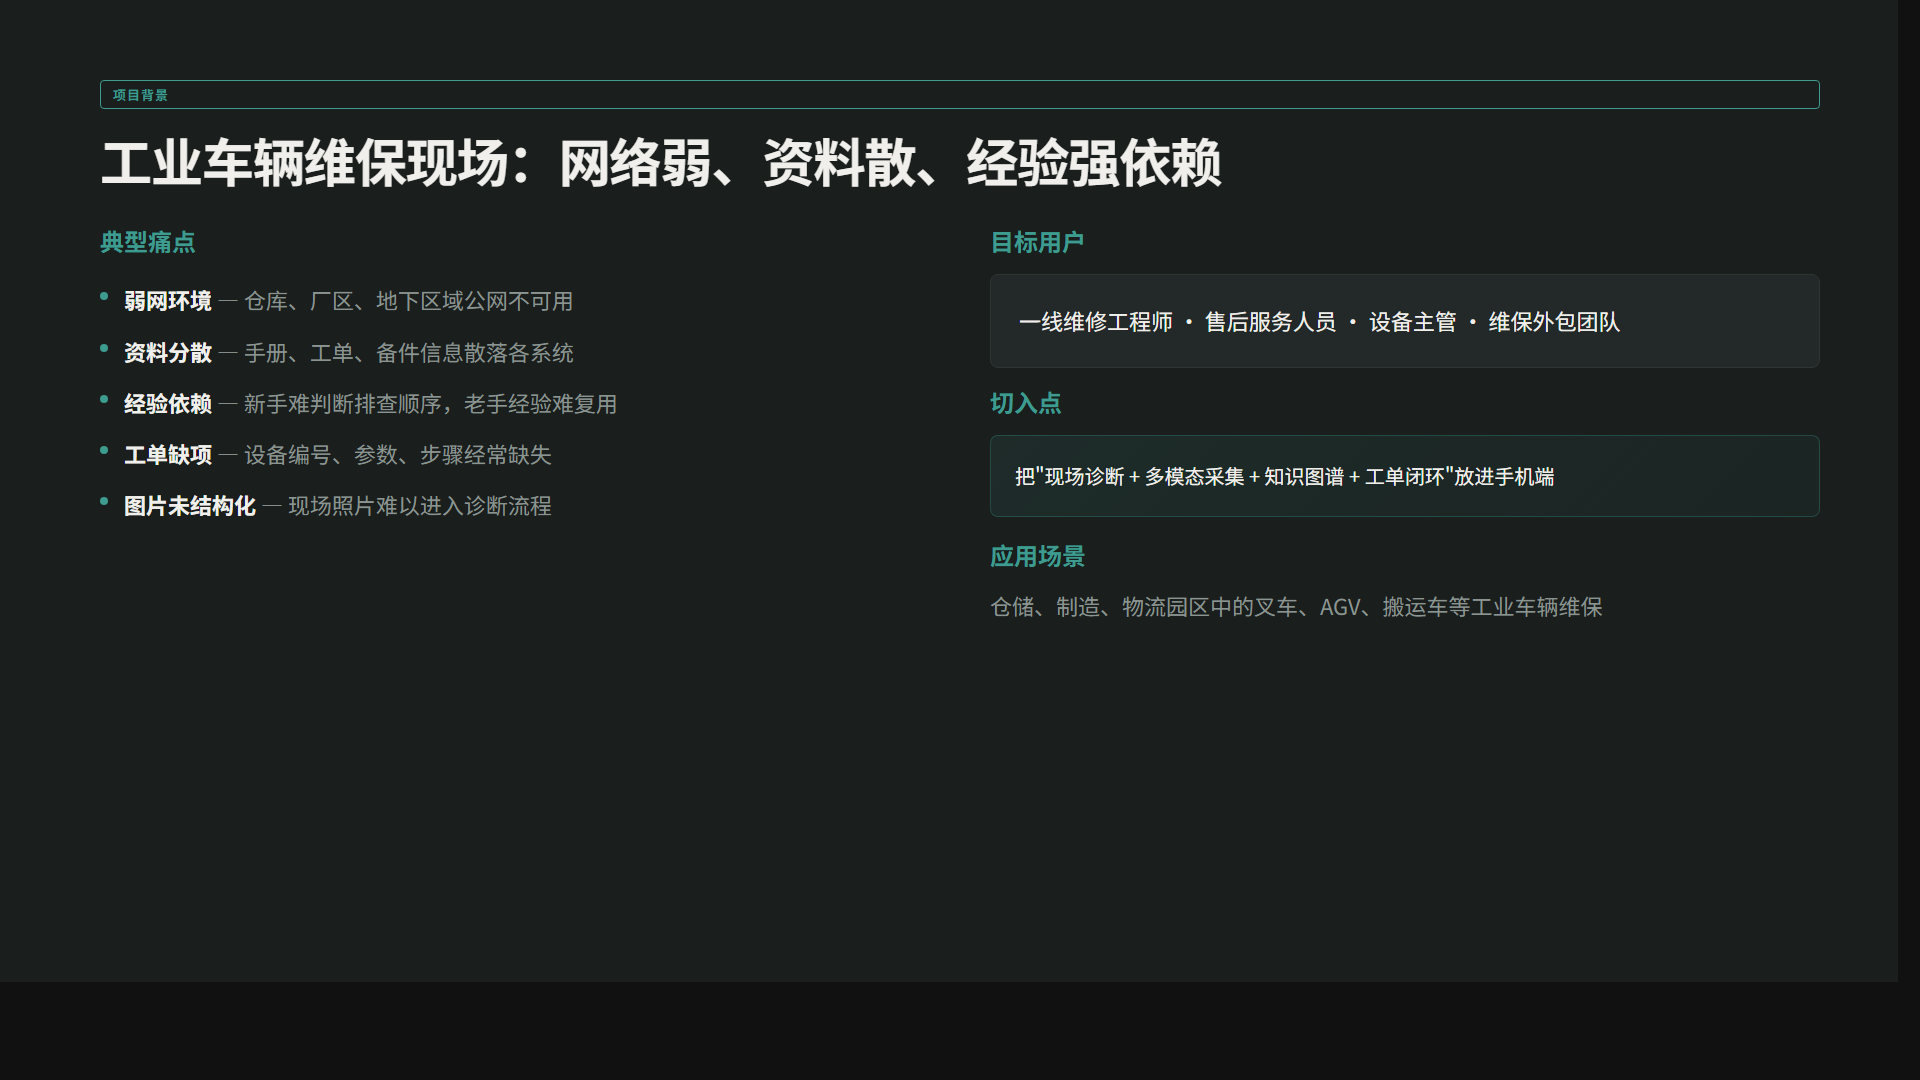 项目背景
工业车辆维保现场：网络弱、资料散、经验强依赖
典型痛点
弱网环境 — 仓库、厂区、地下区域公网不可用
资料分散 — 手册、工单、备件信息散落各系统
经验依赖 — 新手难判断排查顺序，老手经验难复用
工单缺项 — 设备编号、参数、步骤经常缺失
图片未结构化 — 现场照片难以进入诊断流程
目标用户
一线维修工程师 • 售后服务人员 • 设备主管 • 维保外包团队
切入点
把"现场诊断 + 多模态采集 + 知识图谱 + 工单闭环"放进手机端
应用场景
仓储、制造、物流园区中的叉车、AGV、搬运车等工业车辆维保